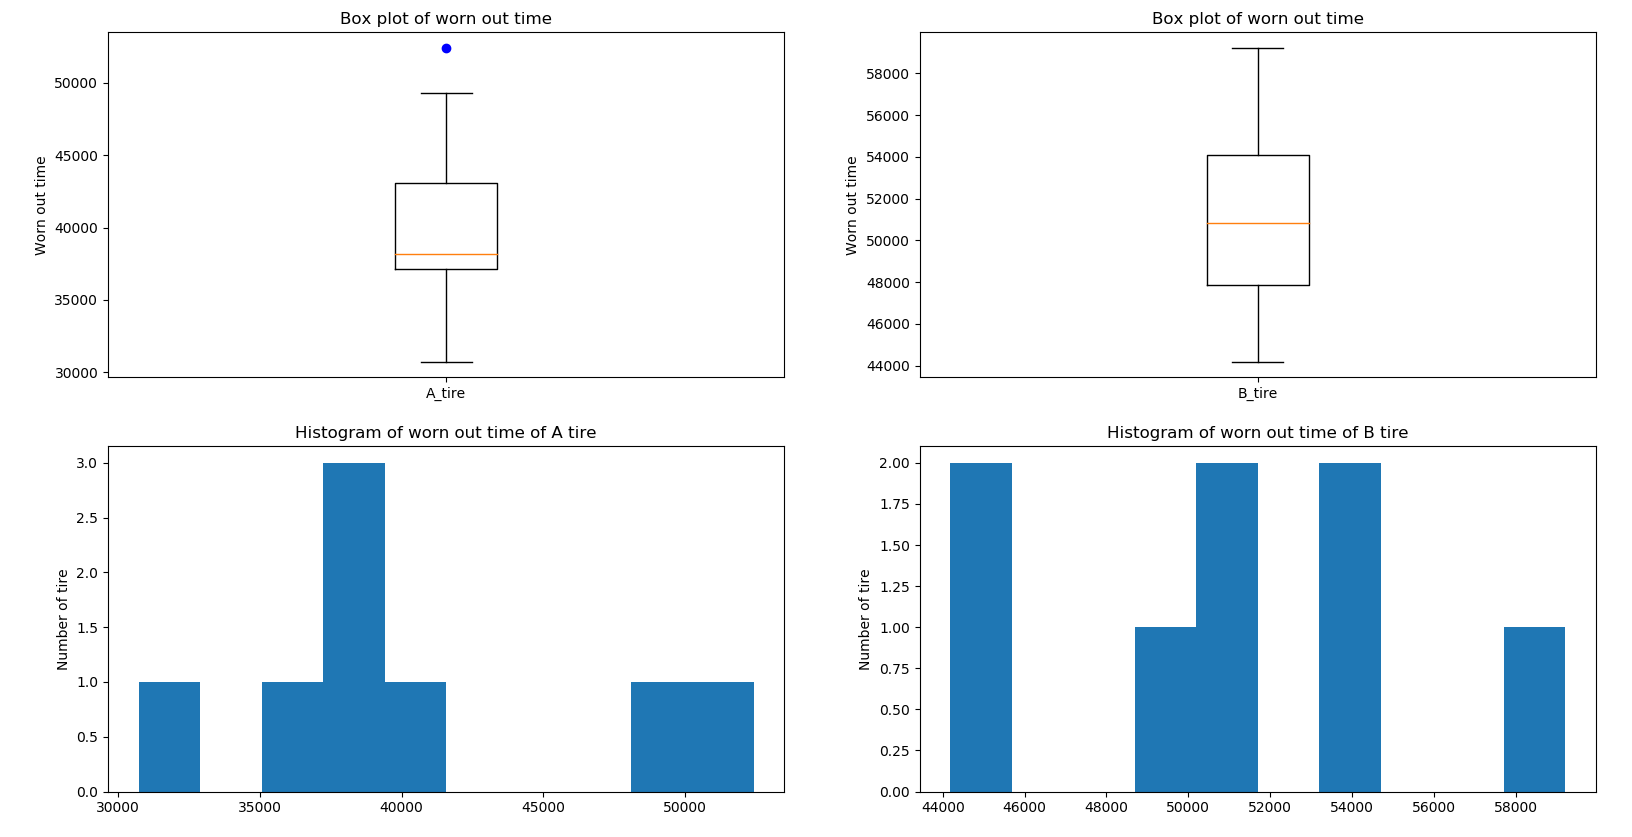 Box plot of worn out time
Worn out time
50000
45000
40000
35000
30000
A_tire
Box plot of worn out time
Worn out time
58000
56000
54000
52000
50000
48000
46000
44000
B_tire
Histogram of worn out time of A tire
Number of tire
3.0
2.5
2.0
1.5
1.0
0.5
0.0
30000 35000 40000 45000 50000
Histogram of worn out time of B tire
Number of tire
2.00
1.75
1.50
1.25
1.00
0.75
0.50
0.25
0.00
44000 46000 48000 50000 52000 54000 56000 58000